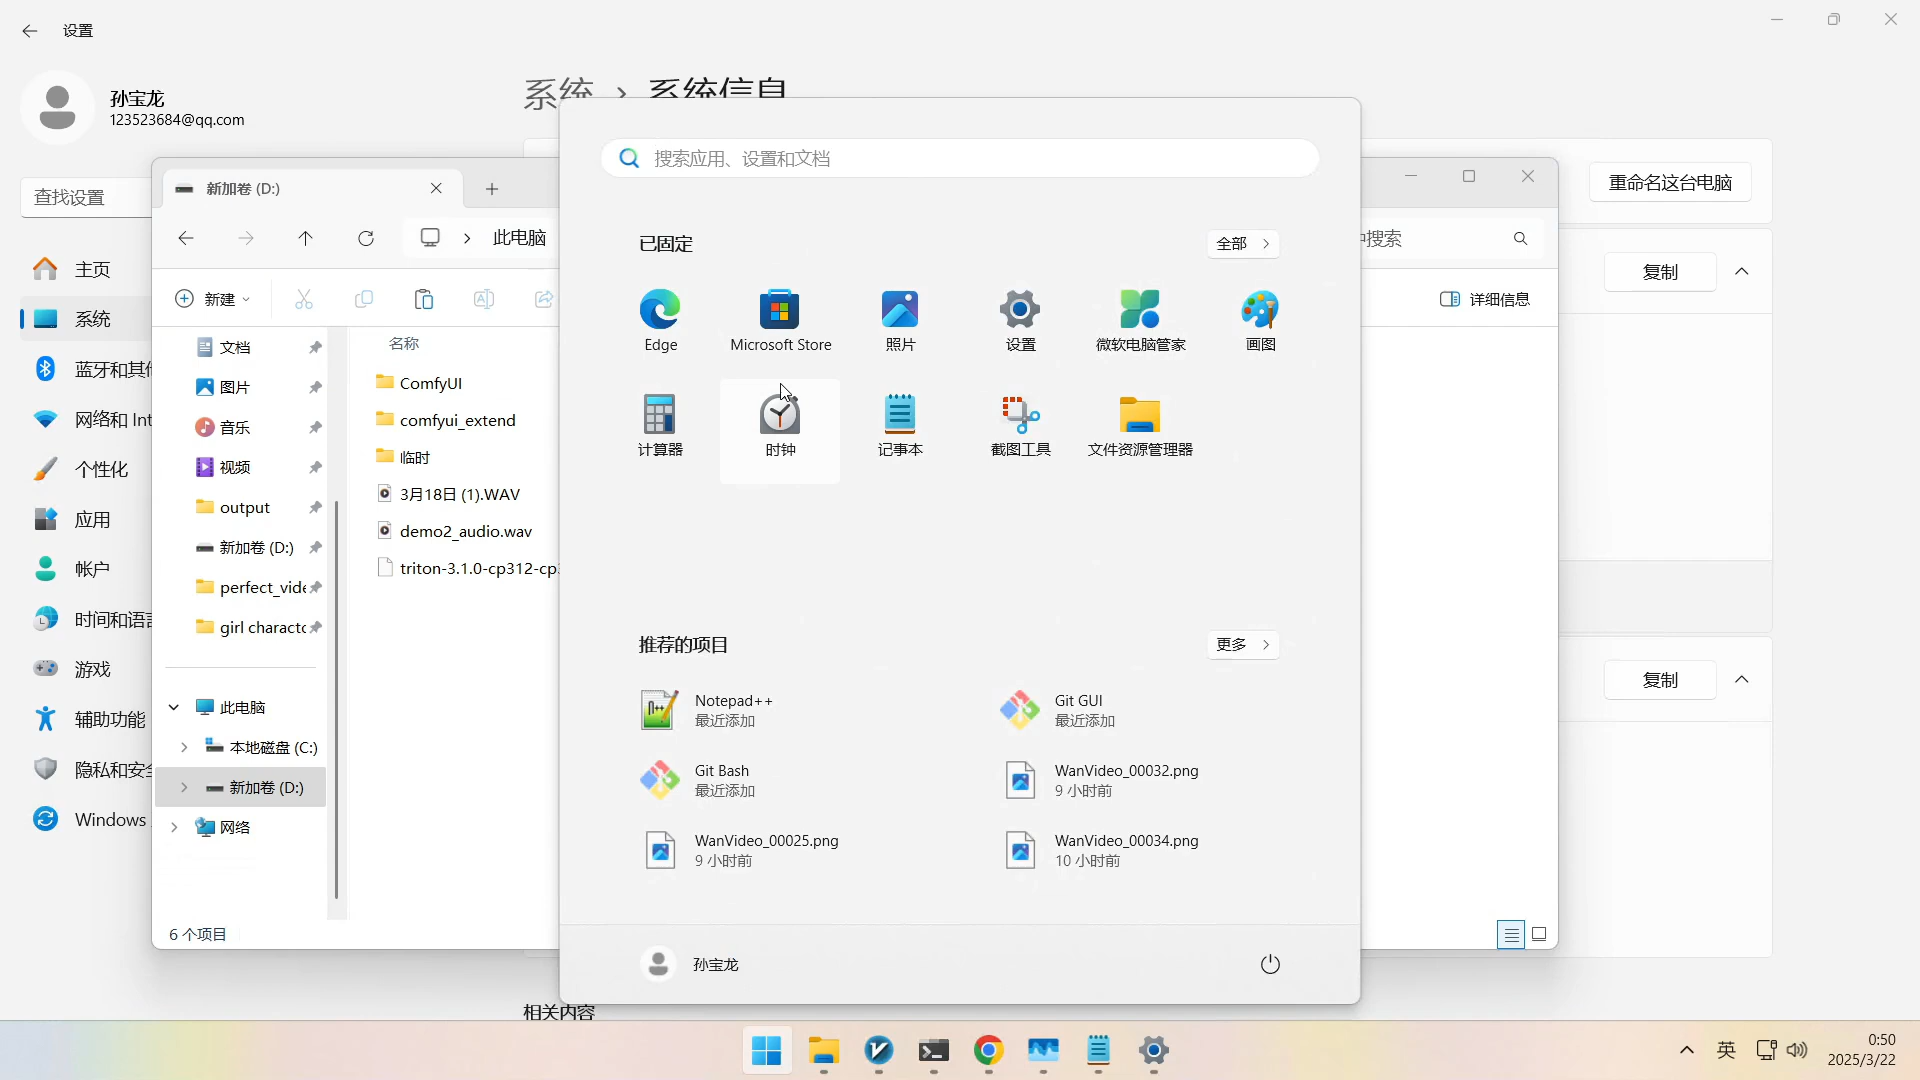 设置
孙宝龙
123523684@qq.com
系统 › 系统信息
查找设置
主页
系统
蓝牙和其他
网络和 Int
个性化
应用
帐户
时间和语言
游戏
辅助功能
隐私和安全
Windows
重命名这台电脑
复制
复制
相关内容
新加卷 (D:)
此电脑
中搜索
新建
详细信息
文档
图片
音乐
视频
output
新加卷 (D:)
perfect_vide
girl characte
此电脑
本地磁盘 (C:)
新加卷 (D:)
网络
名称
ComfyUI
comfyui_extend
临时
3月18日 (1).WAV
demo2_audio.wav
triton-3.1.0-cp312-cp3
6 个项目
搜索应用、设置和文档
已固定
全部
Edge
Microsoft Store
照片
设置
微软电脑管家
画图
计算器
时钟
记事本
截图工具
文件资源管理器
推荐的项目
更多
Notepad++
最近添加
Git GUI
最近添加
Git Bash
最近添加
WanVideo_00032.png
9 小时前
WanVideo_00025.png
9 小时前
WanVideo_00034.png
10 小时前
孙宝龙
英
0:50
2025/3/22